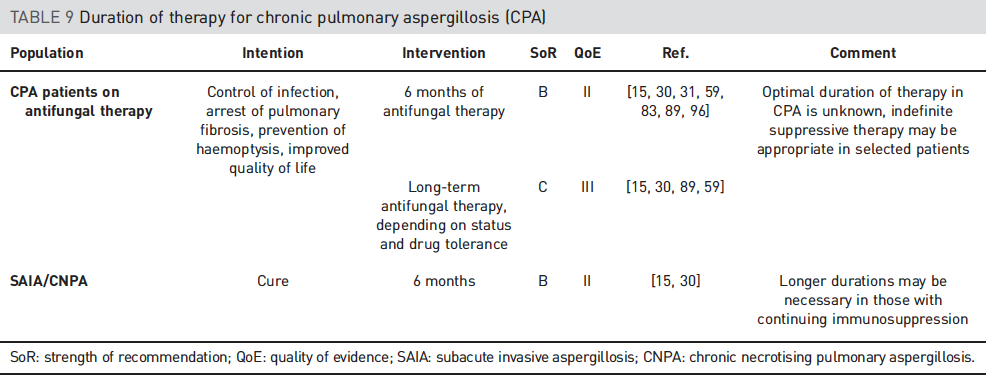 TABLE 9 Duration of therapy for chronic pulmonary aspergillosis (CPA)
Population Intention Intervention SoR QoE Ref. Comment
CPA patients on Control of infection, 6 months of B II [15, 30, 31, 59, Optimal duration of therapy in
antifungal therapy arrest of pulmonary antifungal therapy 83, 89, 96] CPA is unknown, indefinite
fibrosis, prevention of suppressive therapy may be
haemoptysis, improved appropriate in selected patients
quality of life
Long-term C III [15, 30, 89, 59]
antifungal therapy,
depending on status
and drug tolerance
SAIA/CNPA Cure 6 months B II [15, 30] Longer durations may be
necessary in those with
continuing immunosuppression
SoR: strength of recommendation; QoE: quality of evidence; SAIA: subacute invasive aspergillosis; CNPA: chronic necrotising pulmonary aspergillosis.